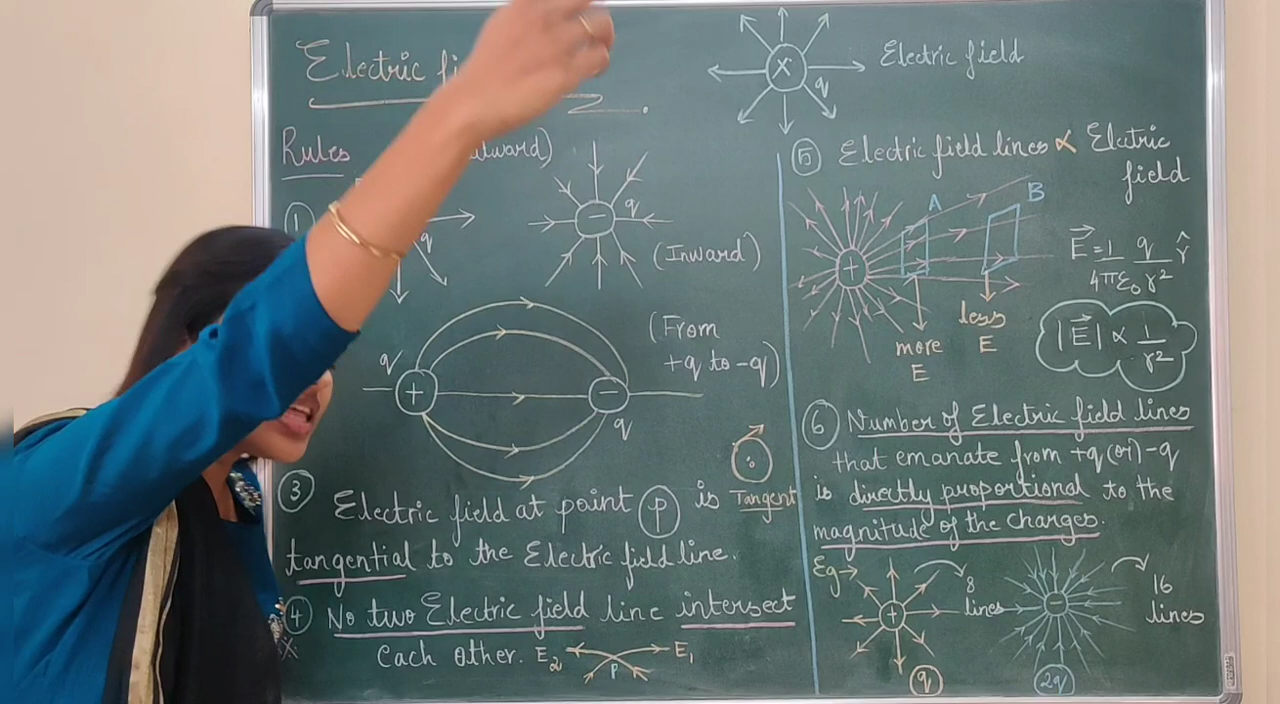 Electric
Rules
(Inward)
q
q
+
−
q
(From
+q to -q)
q
+
−
q
③ Electric field at point Ⓟ is Tangent
tangential to the Electric field line.
④ No two Electric field line intersect
each other. E2 E1
P
X
q
Electric field
⑤ Electric field lines ∝ Electric
field
A
B
+
more
E
less
E
E⃗ = 1/4πε0 q/r² r̂
|E⃗| ∝ 1/r²
⑥ Number of Electric field lines
that emanate from +q (or) -q
is directly proportional to the
magnitude of the charges.
Eg→
+
8
lines
q
−
16
lines
2q